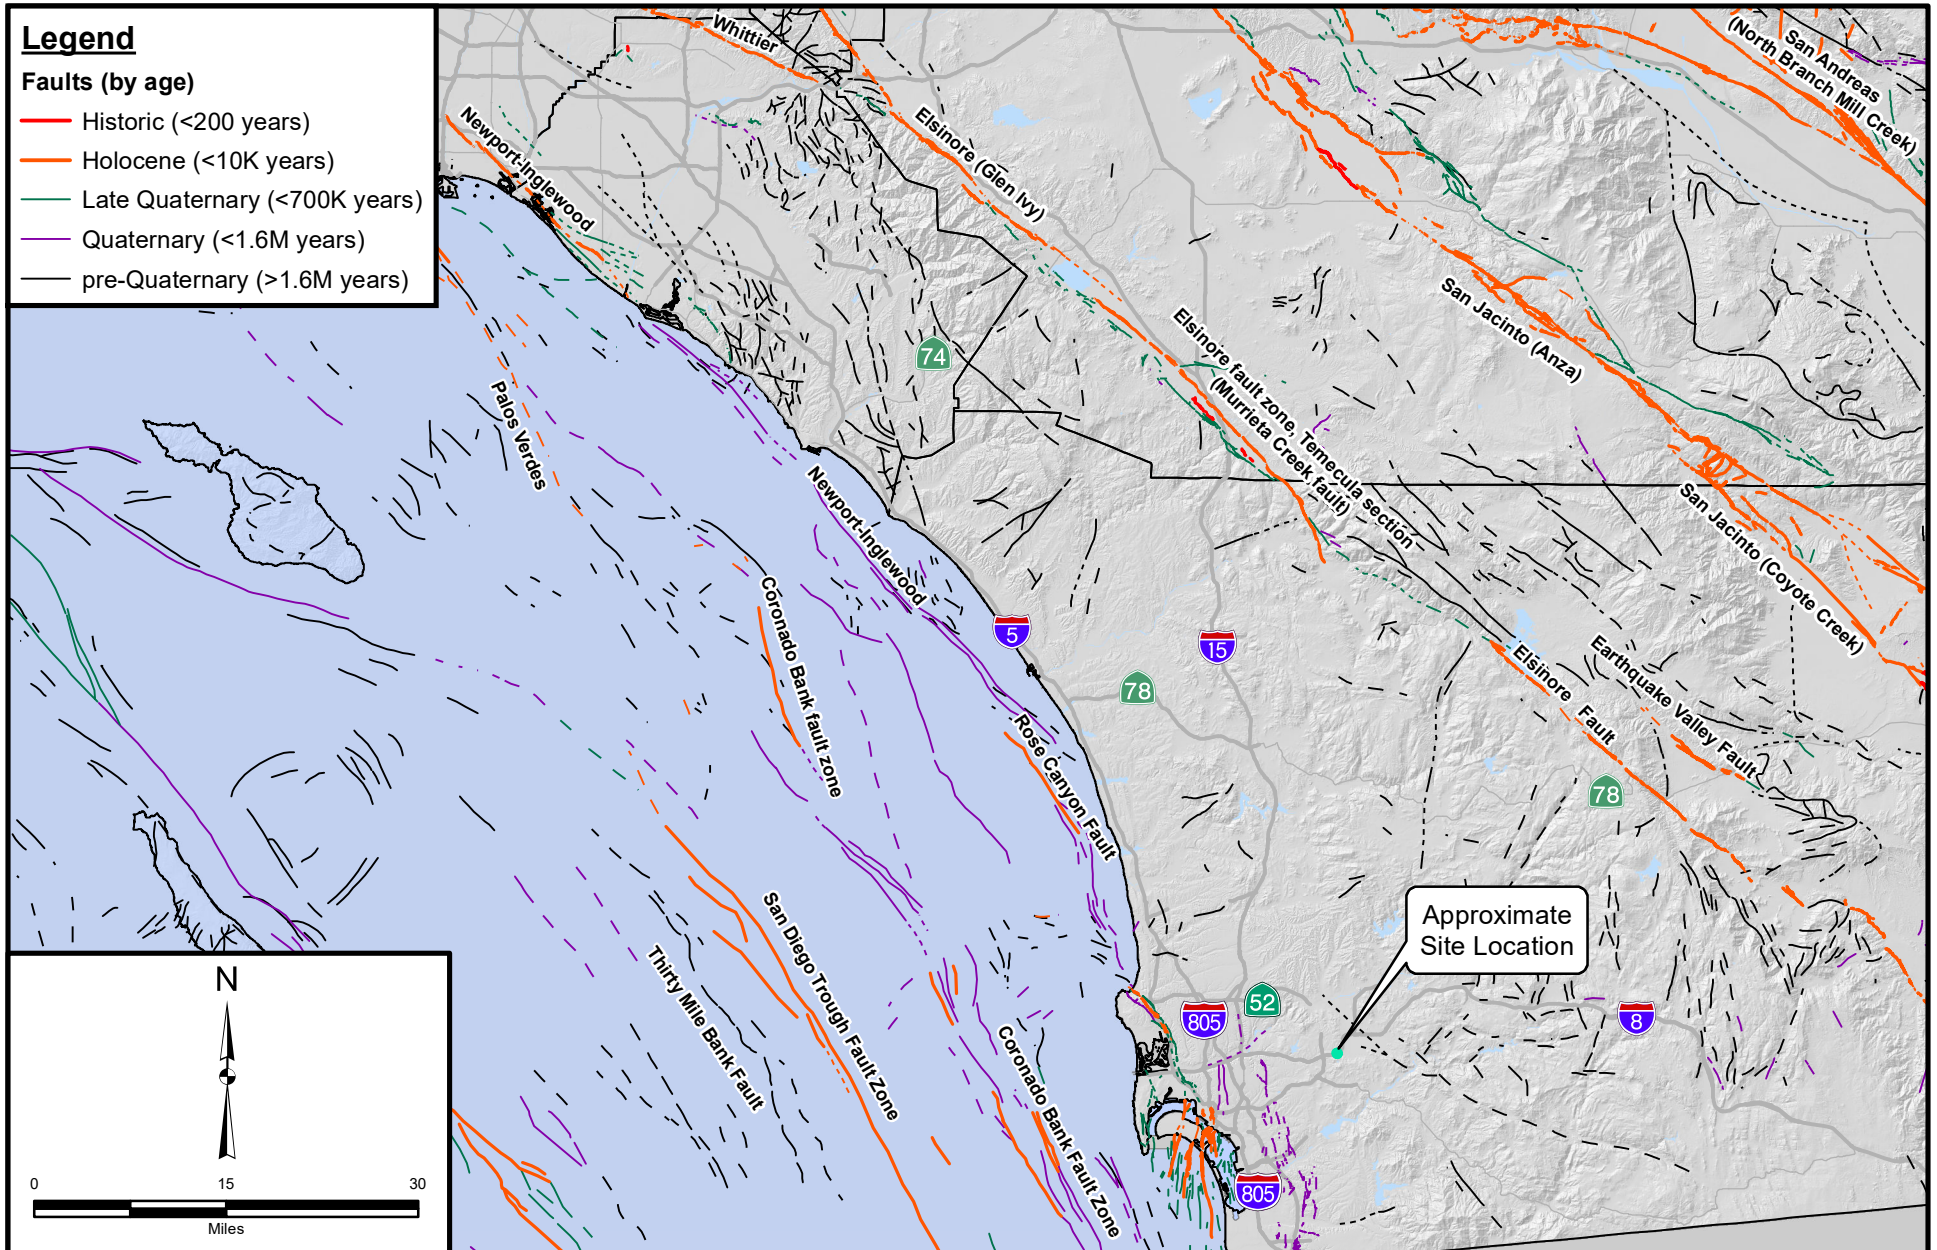 Legend
Faults (by age)
Historic (<200 years)
Holocene (<10K years)
Late Quaternary (<700K years)
Quaternary (<1.6M years)
pre-Quaternary (>1.6M years)
Whittier
Newport-Inglewood
Elsinore (Glen Ivy)
San Andreas
(North Branch Mill Creek)
San Jacinto (Anza)
Elsinore fault zone, Temecula section
(Murrieta Creek fault)
74
Palos Verdes
Newport-Inglewood
San Jacinto (Coyote Creek)
Coronado Bank fault zone
5
15
78
Elsinore Fault
Earthquake Valley Fault
Rose Canyon Fault
78
Approximate
Site Location
San Diego Trough Fault Zone
Thirty Mile Bank Fault
Coronado Bank Fault Zone
805
52
8
805
N
0 15 30
Miles